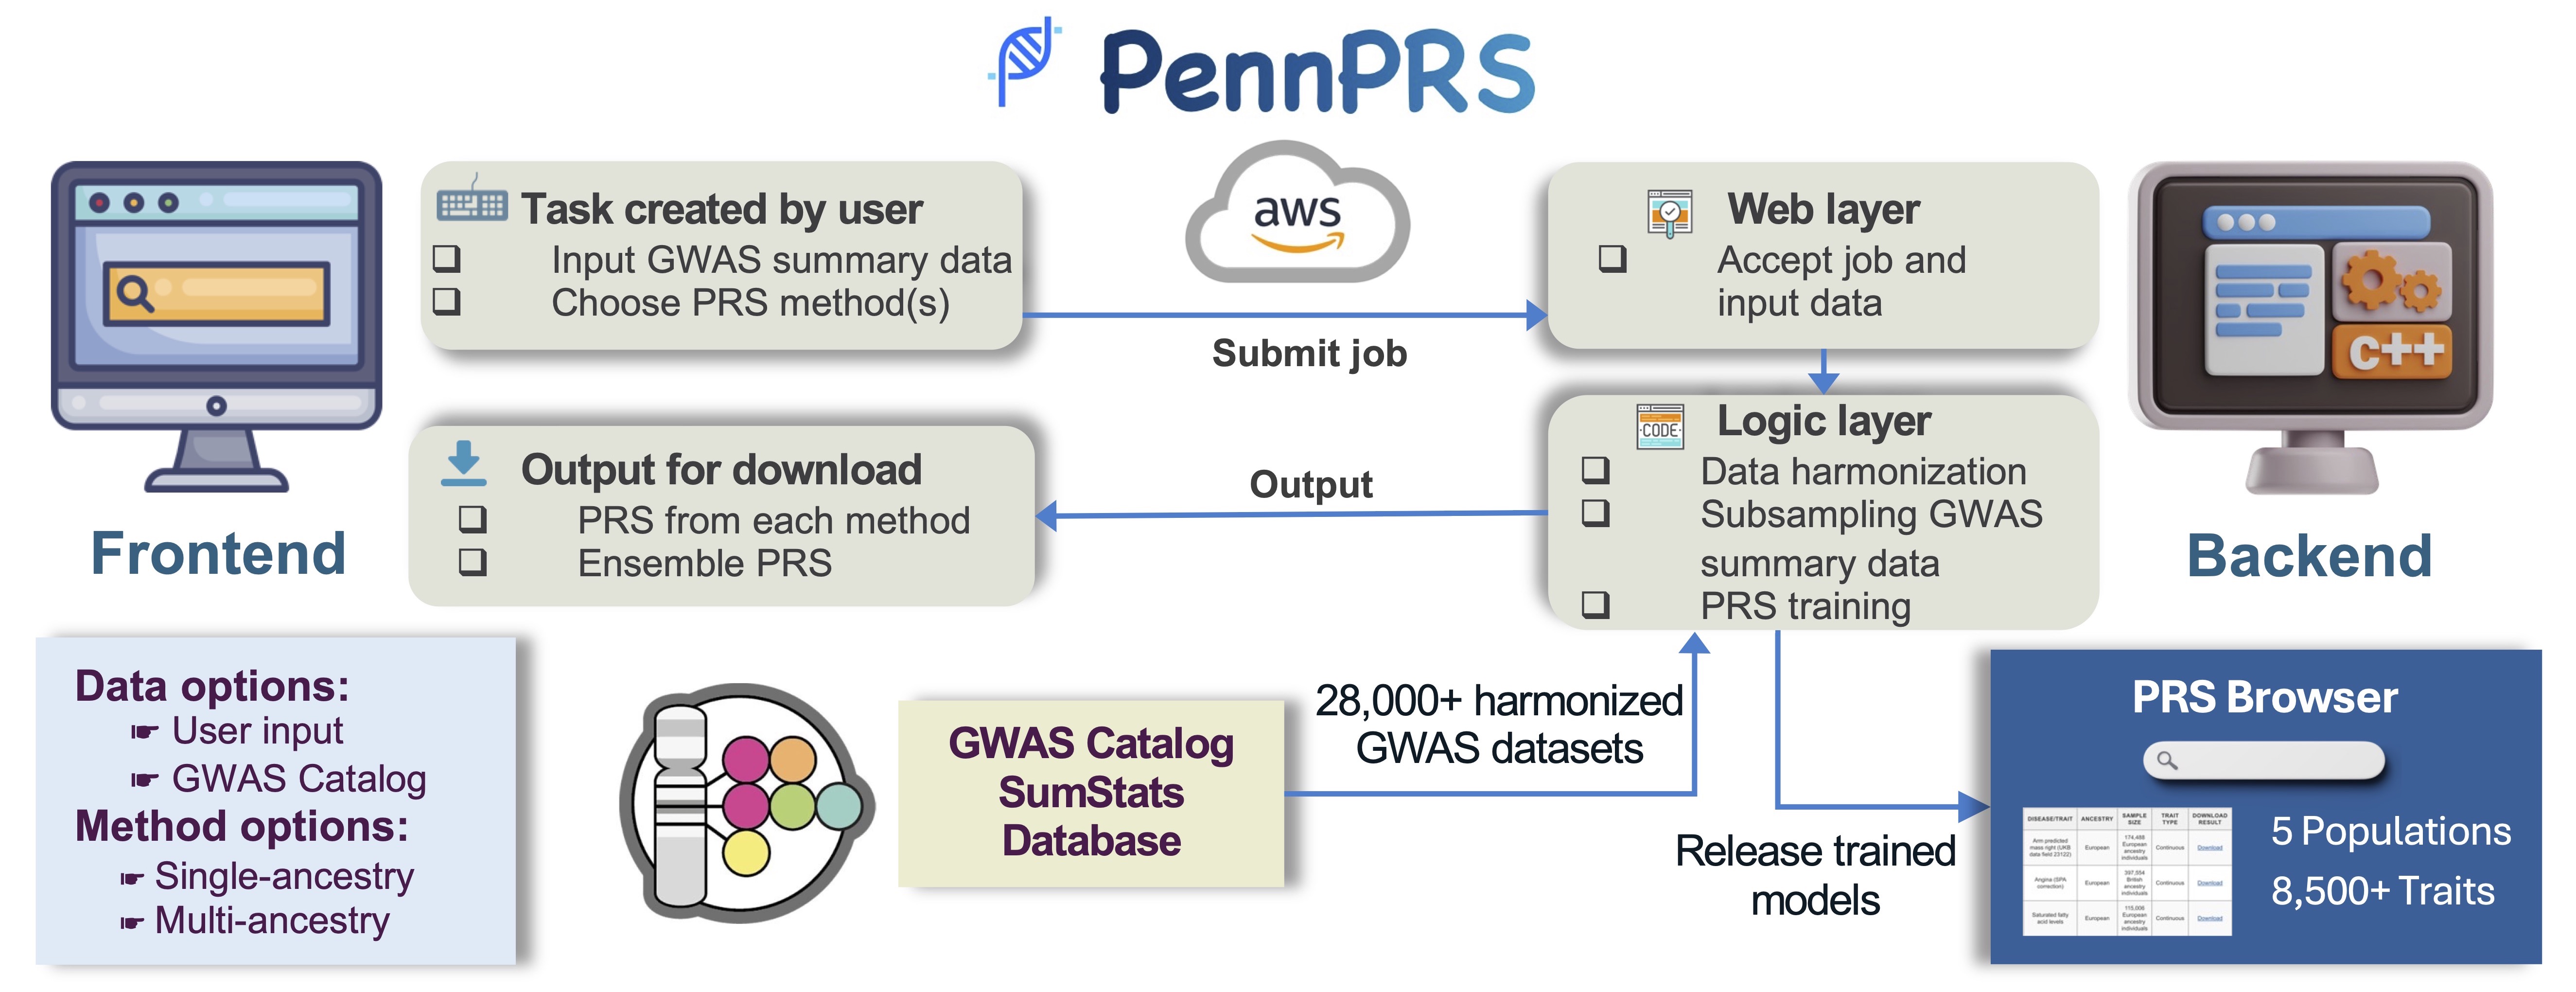 PennPRS
Task created by user
Input GWAS summary data
Choose PRS method(s)
aws
Submit job
Web layer
Accept job and
input data
C++
Frontend
Output for download
PRS from each method
Ensemble PRS
Output
Logic layer
CODE
Data harmonization
Subsampling GWAS
summary data
PRS training
Backend
Data options:
User input
GWAS Catalog
Method options:
Single-ancestry
Multi-ancestry
GWAS Catalog
SumStats
Database
28,000+ harmonized
GWAS datasets
Release trained
models
PRS Browser
DISEASE/TRAIT ANCESTRY SAMPLE SIZE TRAIT TYPE DOWNLOAD RESULT
Arm predicted mass right (UKB data field 23122) European 174,488 European ancestry individuals Continuous Download
Angina (SPA correction) European 397,554 British ancestry individuals Continuous Download
Saturated fatty acid levels European 115,006 European ancestry individuals Continuous Download
5 Populations
8,500+ Traits